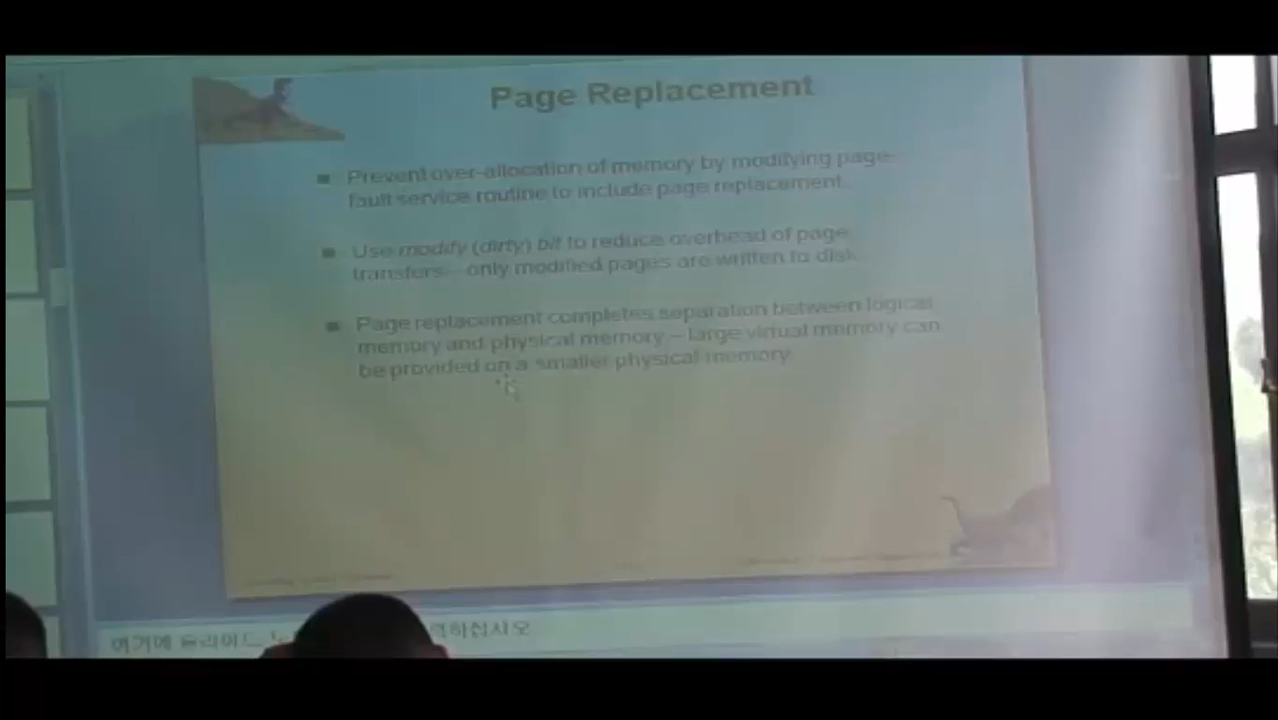 Page Replacement
Prevent over-allocation of memory by modifying page-
fault service routine to include page replacement.
Use modify (dirty) bit to reduce overhead of page
transfers – only modified pages are written to disk.
Page replacement completes separation between logical
memory and physical memory – large virtual memory can
be provided on a smaller physical memory.
여기에 슬라이드 력하십시오